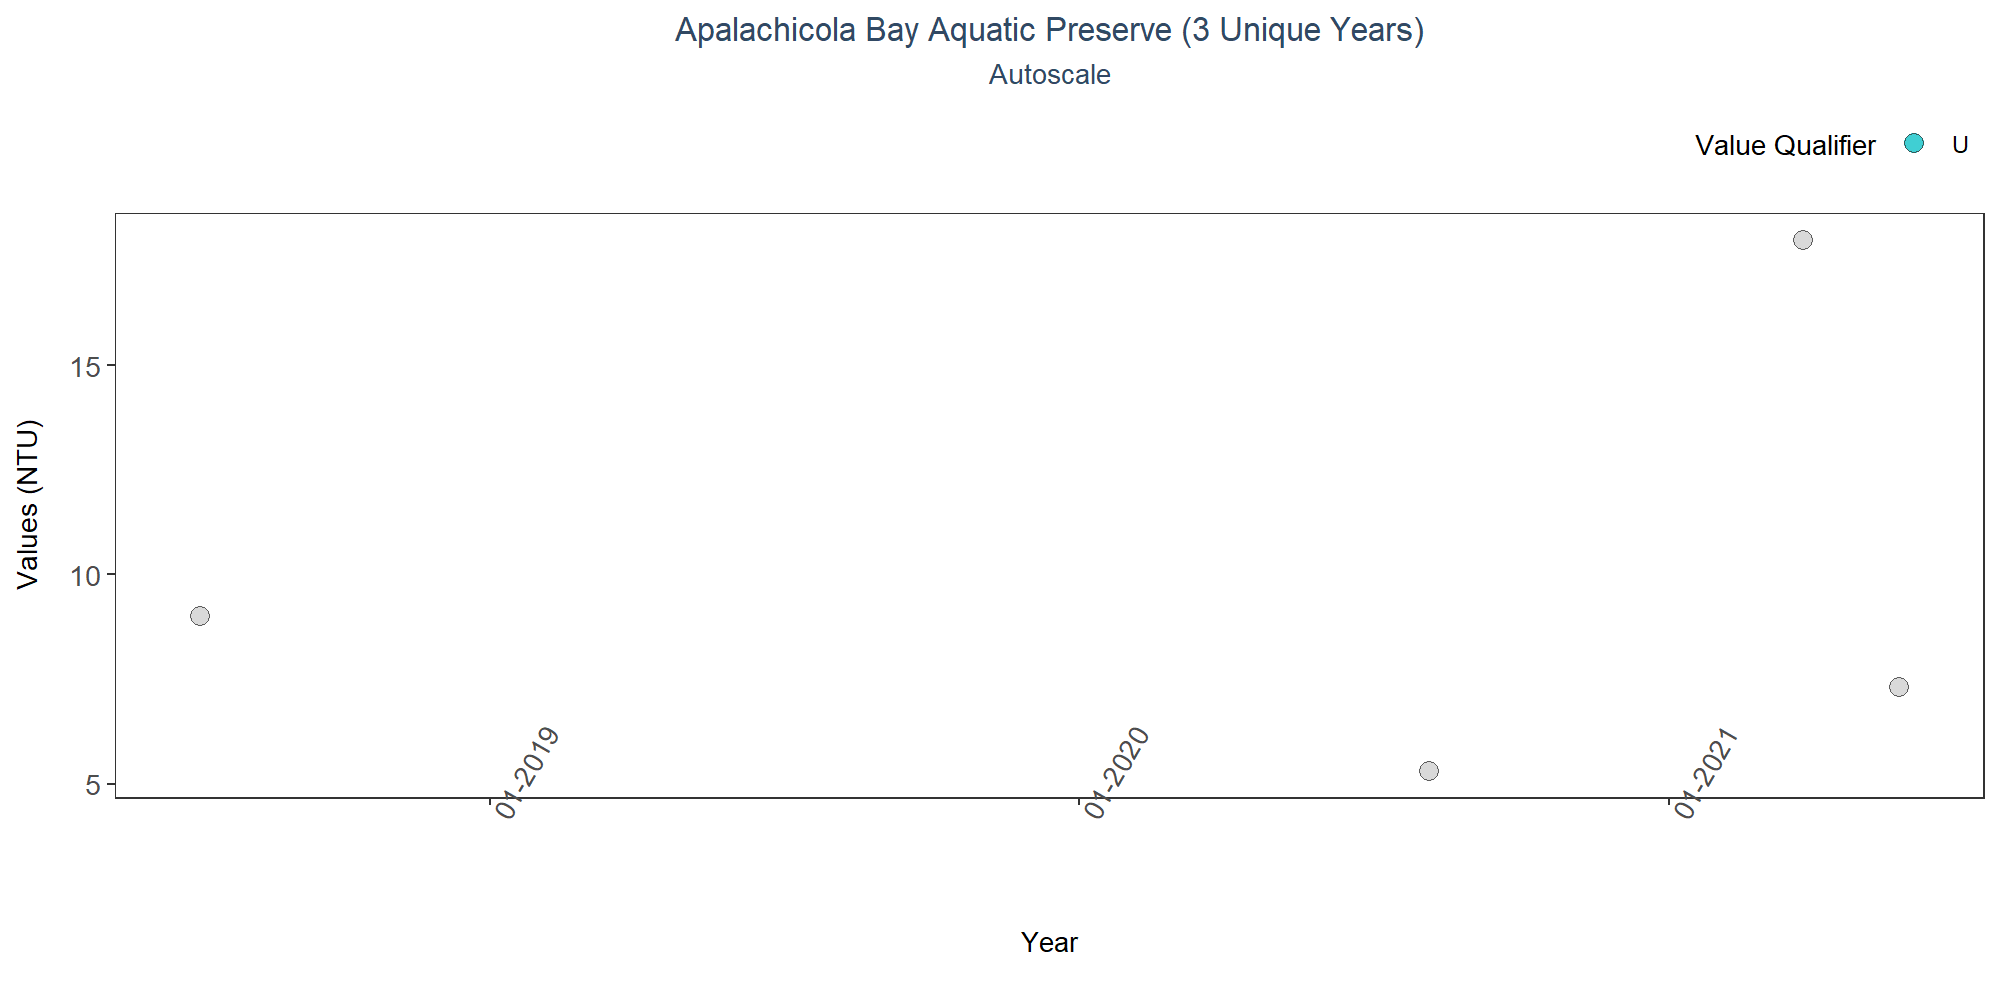 Apalachicola Bay Aquatic Preserve (3 Unique Years)
Autoscale
Value Qualifier U
15
10
5
Values (NTU)
01-2019
01-2020
01-2021
Year